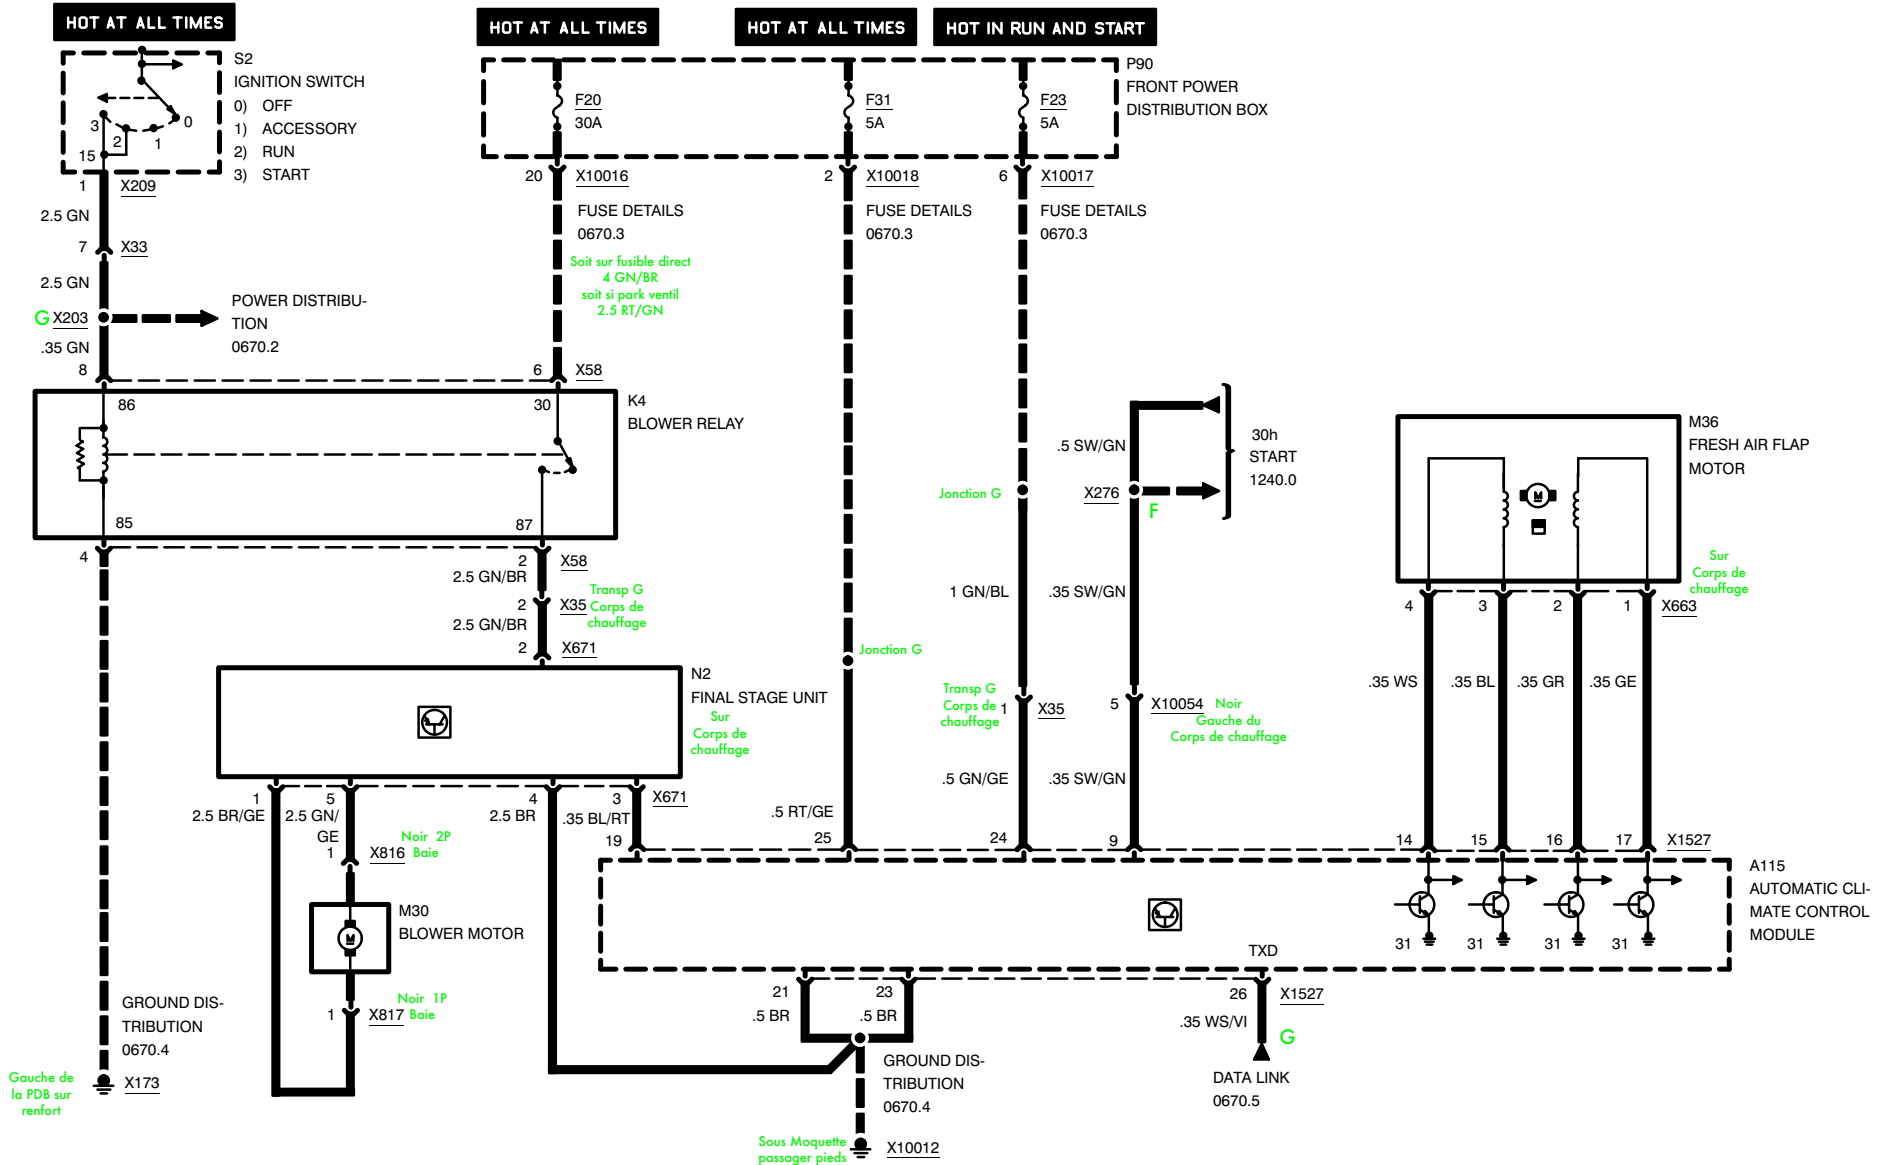 HOT AT ALL TIMES
HOT AT ALL TIMES
HOT AT ALL TIMES
HOT IN RUN AND START
S2
IGNITION SWITCH
0) OFF
1) ACCESSORY
2) RUN
3) START
3
2
1
0
15
1
X209
2.5 GN
7
X33
2.5 GN
G
X203
POWER DISTRIBU-
TION
0670.2
.35 GN
8
P90
FRONT POWER
DISTRIBUTION BOX
F20
30A
F31
5A
F23
5A
20
X10016
FUSE DETAILS
0670.3
Soit sur fusible direct
4 GN/BR
soit si park ventil
2.5 RT/GN
6
X58
2
X10018
FUSE DETAILS
0670.3
6
X10017
FUSE DETAILS
0670.3
86
30
K4
BLOWER RELAY
85
87
4
2
X58
2.5 GN/BR
2
X35
Transp G
Corps de
chauffage
2.5 GN/BR
2
X671
N2
FINAL STAGE UNIT
Sur
Corps de
chauffage
1
5
4
3
X671
2.5 BR/GE
2.5 GN/
GE
2.5 BR
.35 BL/RT
19
1
X816
Noir 2P
Baie
M
M30
BLOWER MOTOR
1
X817
Noir 1P
Baie
GROUND DIS-
TRIBUTION
0670.4
X173
Gauche de
la PDB sur
renfort
Jonction G
.5 RT/GE
25
Jonction G
1 GN/BL
Transp G
Corps de
chauffage
1
X35
.5 GN/GE
24
30h
START
1240.0
.5 SW/GN
X276
F
.35 SW/GN
5
X10054
Noir
Gauche du
Corps de chauffage
.35 SW/GN
9
M
M36
FRESH AIR FLAP
MOTOR
Sur
Corps de
chauffage
4
3
2
1
X663
.35 WS
.35 BL
.35 GR
.35 GE
14
15
16
17
X1527
A115
AUTOMATIC CLI-
MATE CONTROL
MODULE
31
31
31
31
TXD
21
23
.5 BR
.5 BR
26
X1527
.35 WS/VI
G
DATA LINK
0670.5
GROUND DIS-
TRIBUTION
0670.4
Sous Moquette
passager pieds
X10012